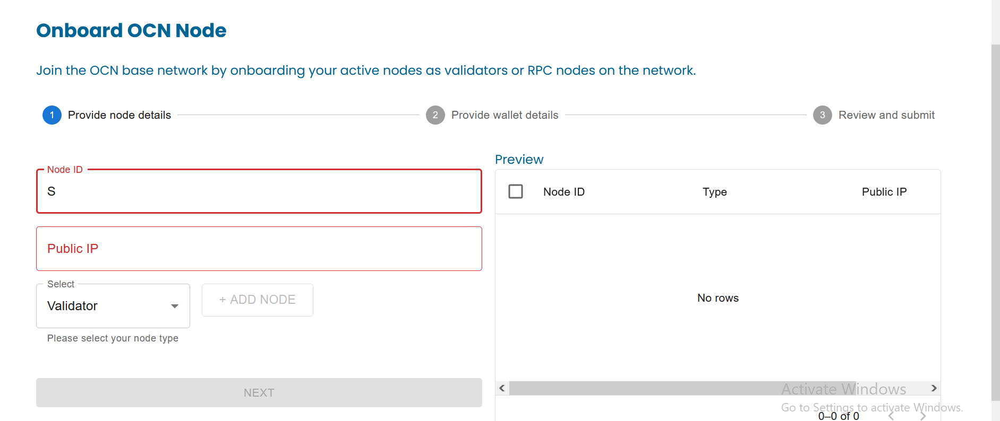 Onboard OCN Node
Join the OCN base network by onboarding your active nodes as validators or RPC nodes on the network.
1 Provide node details
2 Provide wallet details
3 Review and submit
Node ID
S
Public IP
Select
Validator
+ ADD NODE
Please select your node type
NEXT
Preview
Node ID Type Public IP
No rows
Activate Windows
Go to Settings to activate Windows.
0–0 of 0